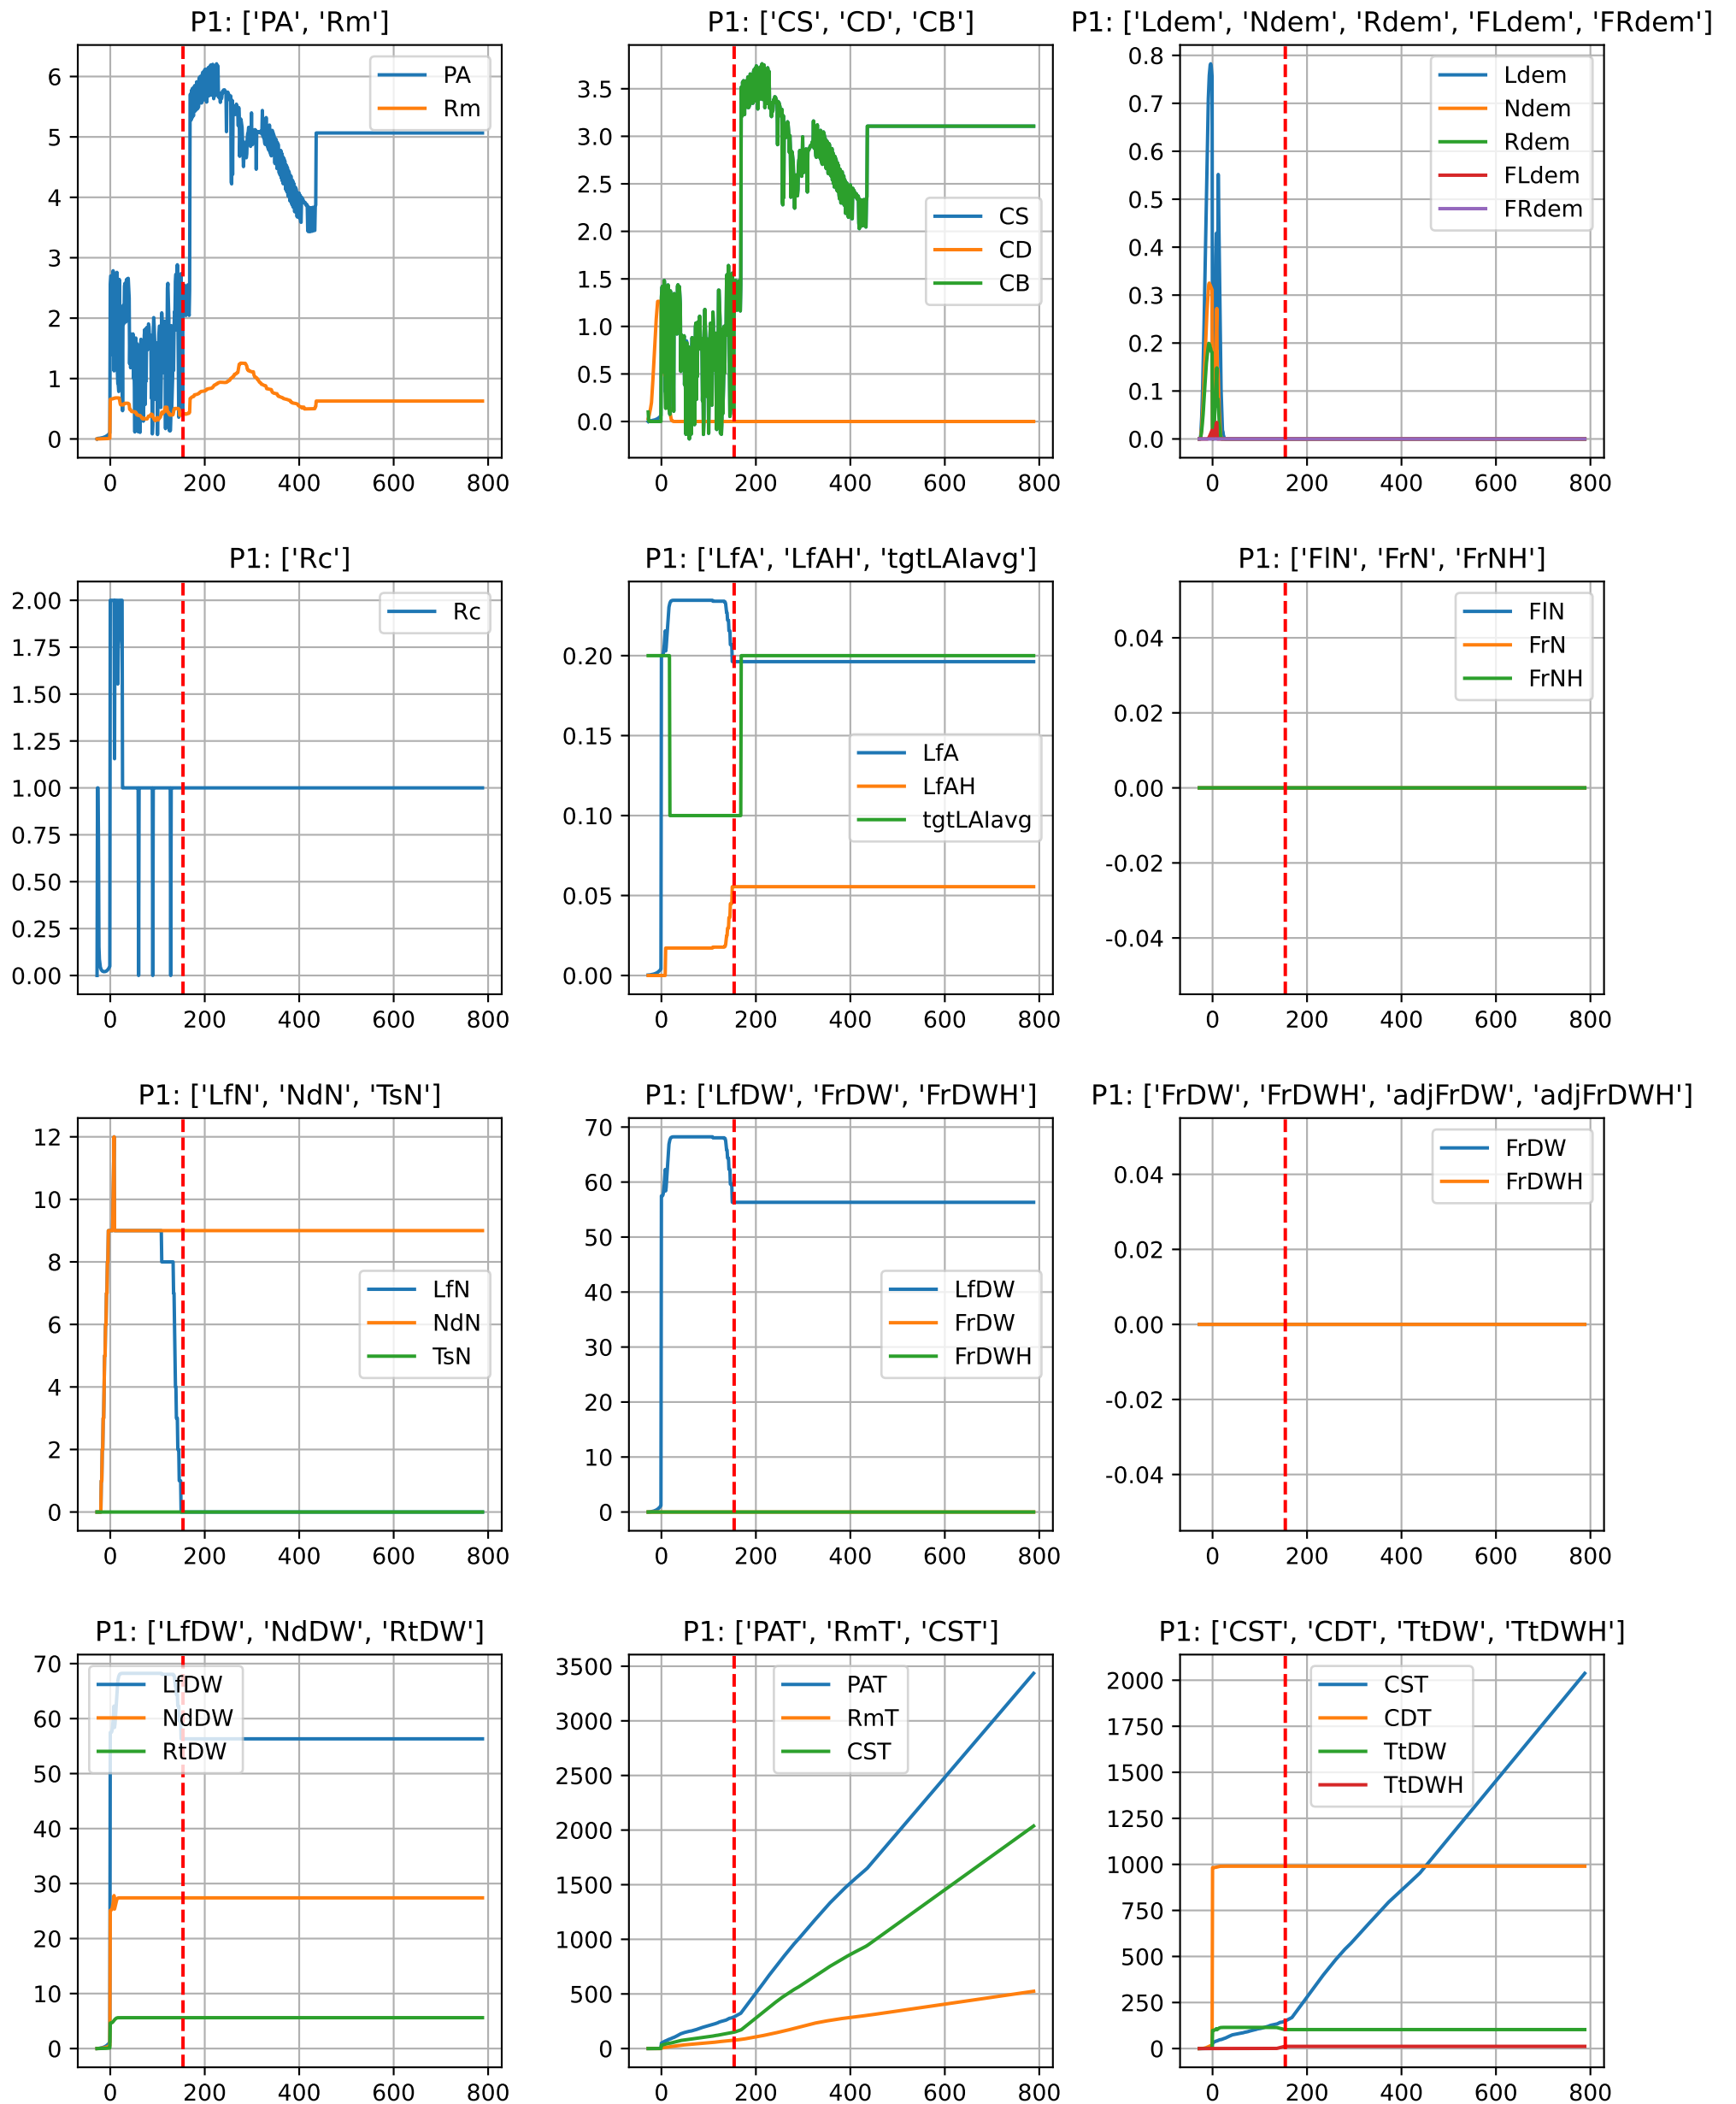 P1: ['PA', 'Rm']
PA
Rm
6
5
4
3
2
1
0
0 200 400 600 800
P1: ['CS', 'CD', 'CB']
CS
CD
CB
3.5
3.0
2.5
2.0
1.5
1.0
0.5
0.0
0 200 400 600 800
P1: ['Ldem', 'Ndem', 'Rdem', 'FLdem', 'FRdem']
Ldem
Ndem
Rdem
FLdem
FRdem
0.8
0.7
0.6
0.5
0.4
0.3
0.2
0.1
0.0
0 200 400 600 800
P1: ['Rc']
Rc
2.00
1.75
1.50
1.25
1.00
0.75
0.50
0.25
0.00
0 200 400 600 800
P1: ['LfA', 'LfAH', 'tgtLAIavg']
LfA
LfAH
tgtLAIavg
0.20
0.15
0.10
0.05
0.00
0 200 400 600 800
P1: ['FlN', 'FrN', 'FrNH']
FlN
FrN
FrNH
0.04
0.02
0.00
-0.02
-0.04
0 200 400 600 800
P1: ['LfN', 'NdN', 'TsN']
LfN
NdN
TsN
12
10
8
6
4
2
0
0 200 400 600 800
P1: ['LfDW', 'FrDW', 'FrDWH']
LfDW
FrDW
FrDWH
70
60
50
40
30
20
10
0
0 200 400 600 800
P1: ['FrDW', 'FrDWH', 'adjFrDW', 'adjFrDWH']
FrDW
FrDWH
0.04
0.02
0.00
-0.02
-0.04
0 200 400 600 800
P1: ['LfDW', 'NdDW', 'RtDW']
LfDW
NdDW
RtDW
70
60
50
40
30
20
10
0
0 200 400 600 800
P1: ['PAT', 'RmT', 'CST']
PAT
RmT
CST
3500
3000
2500
2000
1500
1000
500
0
0 200 400 600 800
P1: ['CST', 'CDT', 'TtDW', 'TtDWH']
CST
CDT
TtDW
TtDWH
2000
1750
1500
1250
1000
750
500
250
0
0 200 400 600 800